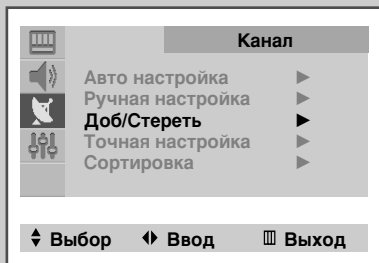 Канал
Авто настройка ►
Ручная настройка ►
Доб/Стереть ►
Точная настройка ►
Сортировка ►
Выбор Ввод Выход